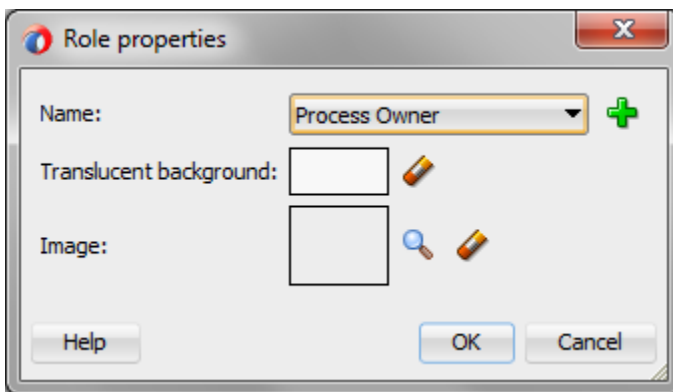 Role properties
Name:
Process Owner
Translucent background:
Image:
Help
OK
Cancel